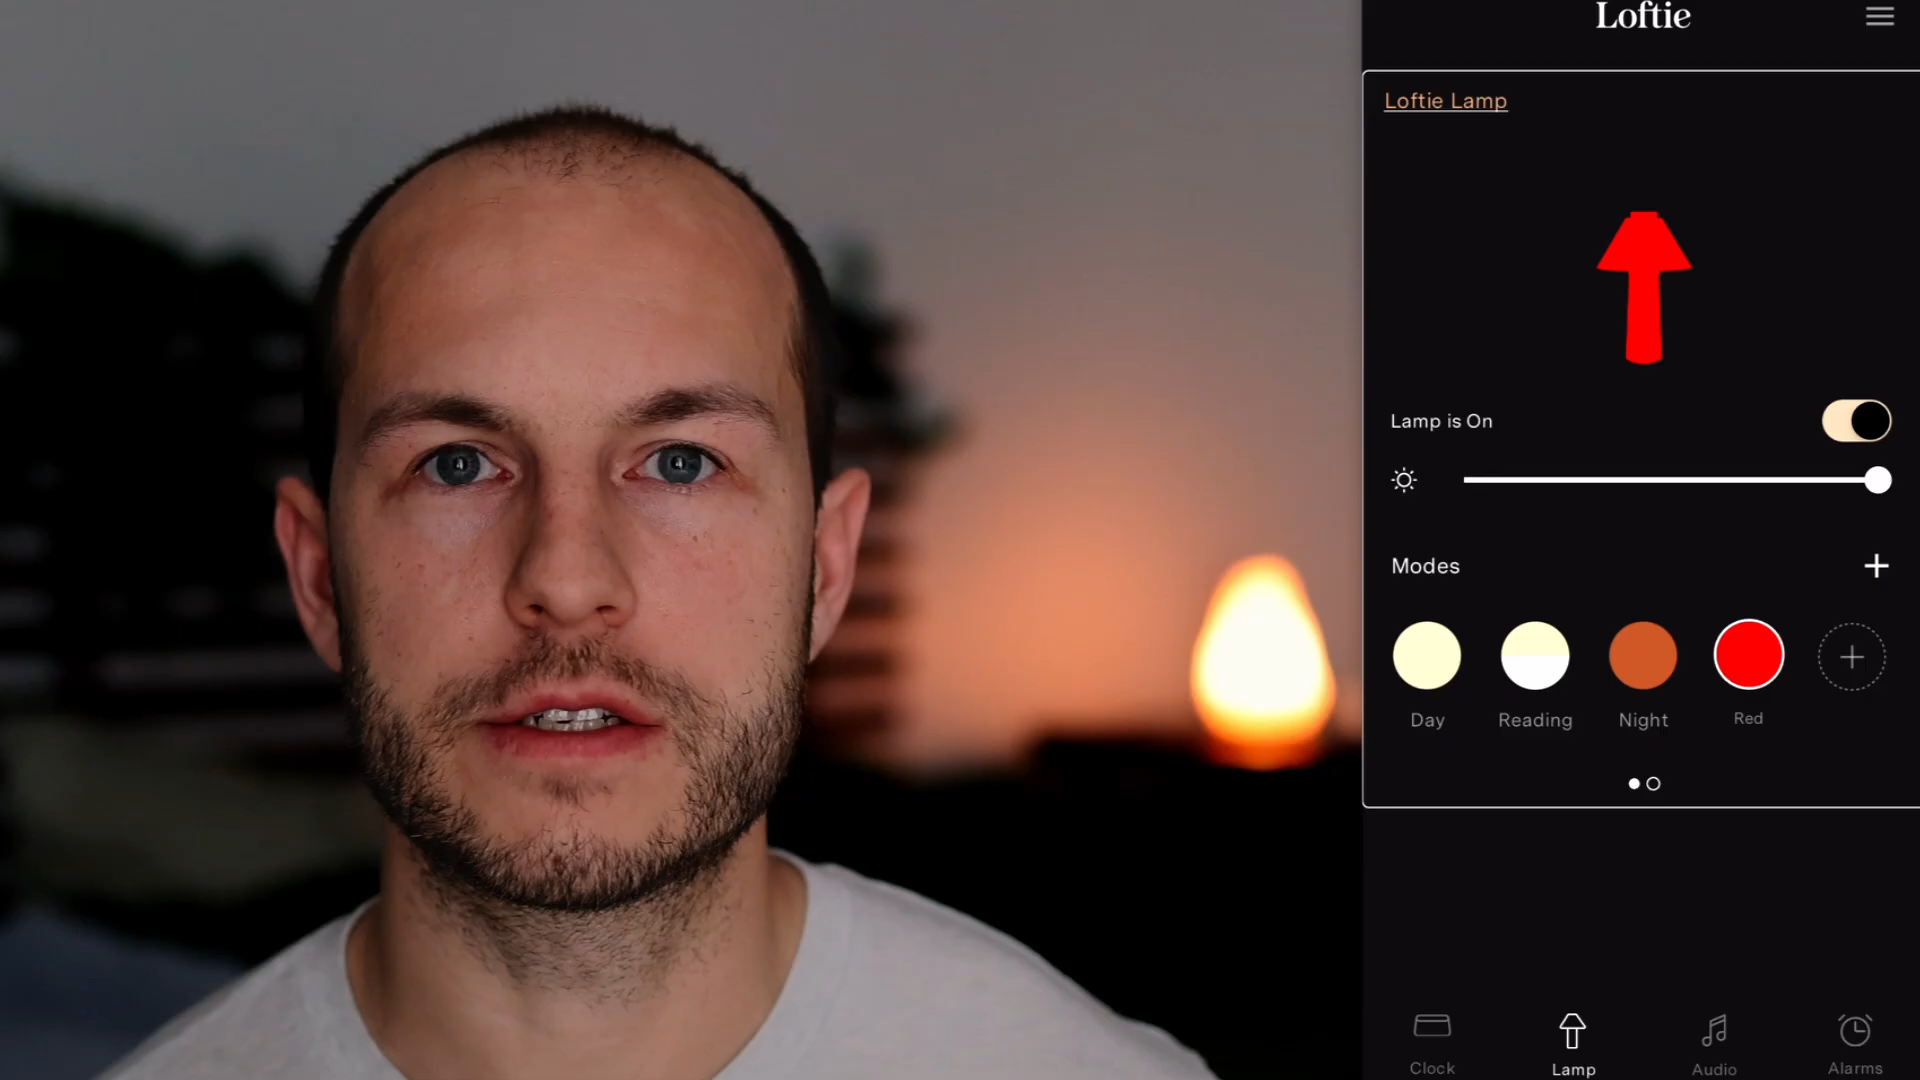 Loftie
Loftie Lamp
Lamp is On
Modes
Day
Reading
Night
Red
Clock
Lamp
Audio
Alarms